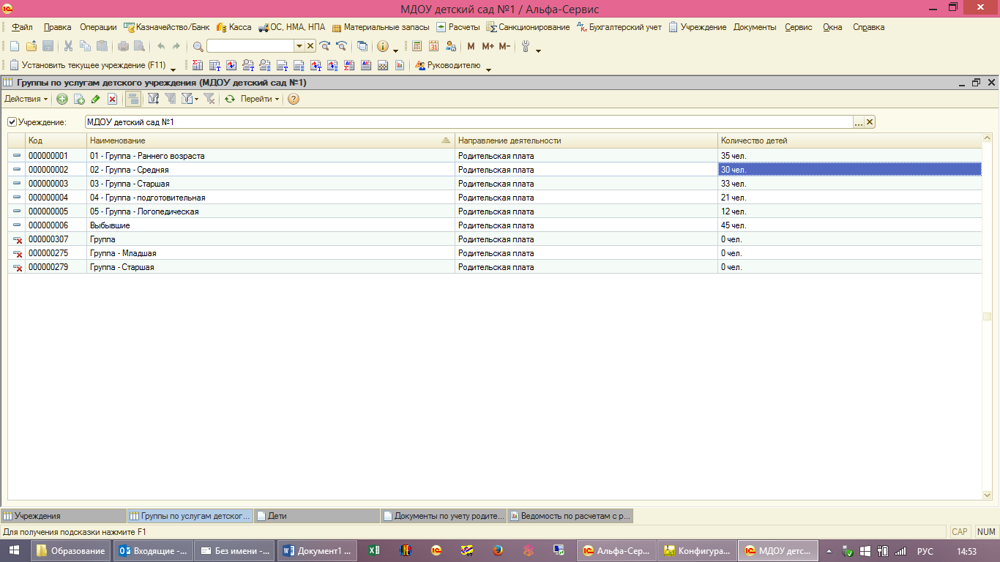 МДОУ детский сад №1 / Альфа-Сервис
Файл Правка Операции Казначейство/Банк Касса ОС, НМА, НПА Материальные запасы Расчеты Санкционирование Бухгалтерский учет Учреждение Документы Сервис Окна Справка
М М+ М-
Установить текущее учреждение (F11) Руководителю
Группы по услугам детского учреждения (МДОУ детский сад №1)
Действия Перейти
Учреждение: МДОУ детский сад №1
Код Наименование Направление деятельности Количество детей
000000001 01 - Группа - Раннего возраста Родительская плата 35 чел.
000000002 02 - Группа - Средняя Родительская плата 30 чел.
000000003 03 - Группа - Старшая Родительская плата 33 чел.
000000004 04 - Группа - подготовительная Родительская плата 21 чел.
000000005 05 - Группа - Логопедическая Родительская плата 12 чел.
000000006 Выбывшие Родительская плата 45 чел.
000000307 Группа Родительская плата 0 чел.
000000275 Группа - Младшая Родительская плата 0 чел.
000000279 Группа - Старшая Родительская плата 0 чел.
Учреждения Группы по услугам детског... Дети Документы по учету родите... Ведомость по расчетам с р...
Для получения подсказки нажмите F1 CAP NUM
Образование Входящие -... Без имени -... Документ1 ... Альфа-Сер... Конфигура... МДОУ детс... РУС 14:53